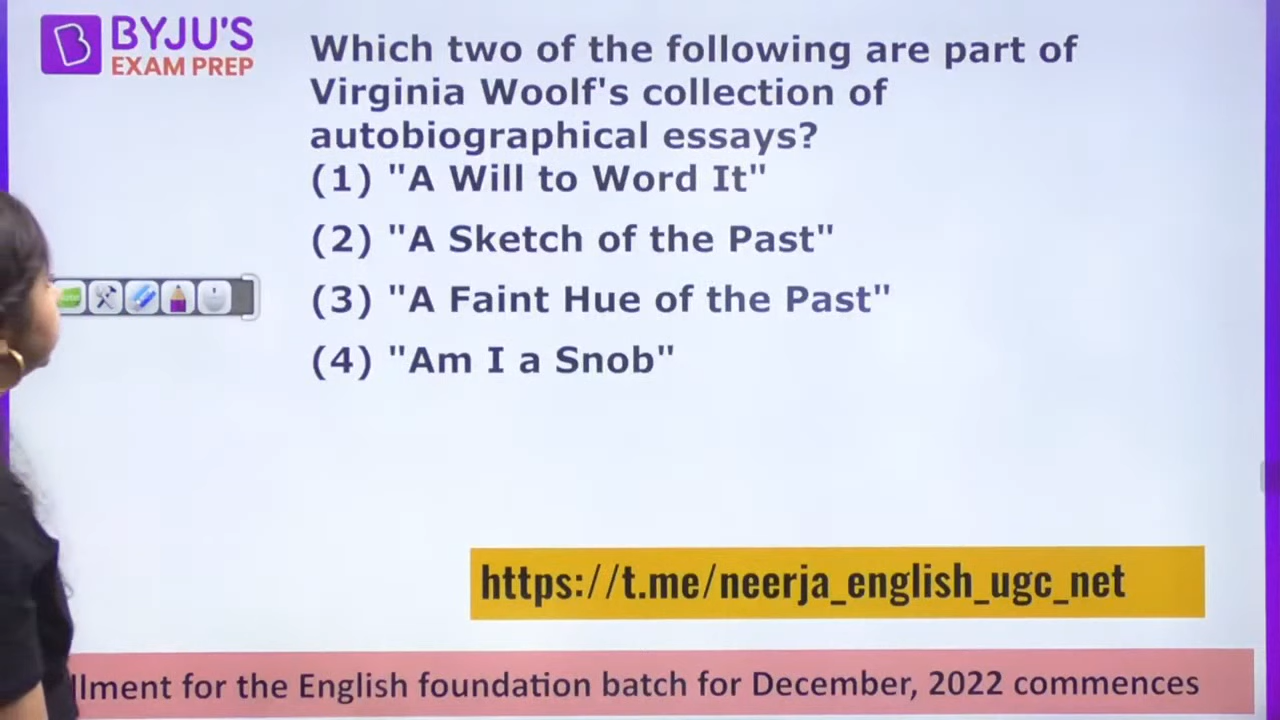 BYJU'S
EXAM PREP
Which two of the following are part of
Virginia Woolf's collection of
autobiographical essays?
(1) "A Will to Word It"
(2) "A Sketch of the Past"
(3) "A Faint Hue of the Past"
(4) "Am I a Snob"
https://t.me/neerja_english_ugc_net
llment for the English foundation batch for December, 2022 commences